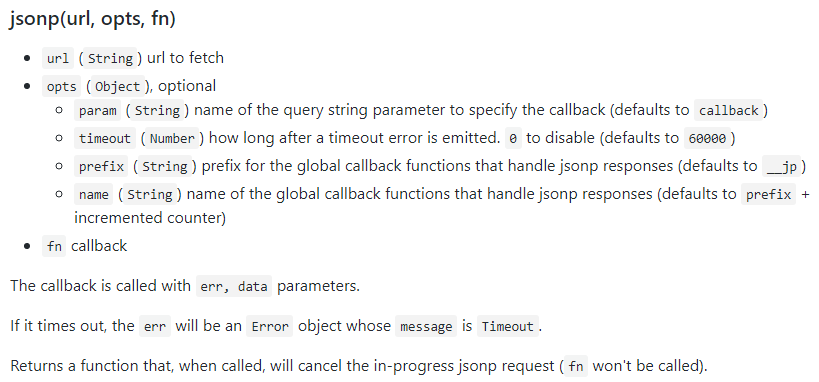 jsonp(url, opts, fn)
• url (String) url to fetch
• opts (Object), optional
◦ param (String) name of the query string parameter to specify the callback (defaults to callback)
◦ timeout (Number) how long after a timeout error is emitted. 0 to disable (defaults to 60000)
◦ prefix (String) prefix for the global callback functions that handle jsonp responses (defaults to __jp)
◦ name (String) name of the global callback functions that handle jsonp responses (defaults to prefix +
incremented counter)
• fn callback
The callback is called with err, data parameters.
If it times out, the err will be an Error object whose message is Timeout.
Returns a function that, when called, will cancel the in-progress jsonp request (fn won't be called).